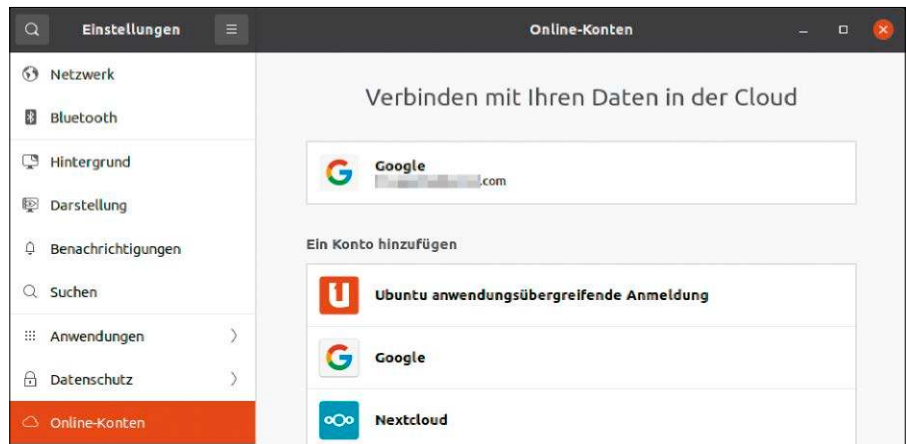 Einstellungen
Online-Konten
Netzwerk
Bluetooth
Hintergrund
Darstellung
Benachrichtigungen
Suchen
Anwendungen
Datenschutz
Online-Konten
Verbinden mit Ihren Daten in der Cloud
Google
.com
Ein Konto hinzufügen
Ubuntu anwendungsübergreifende Anmeldung
Google
Nextcloud